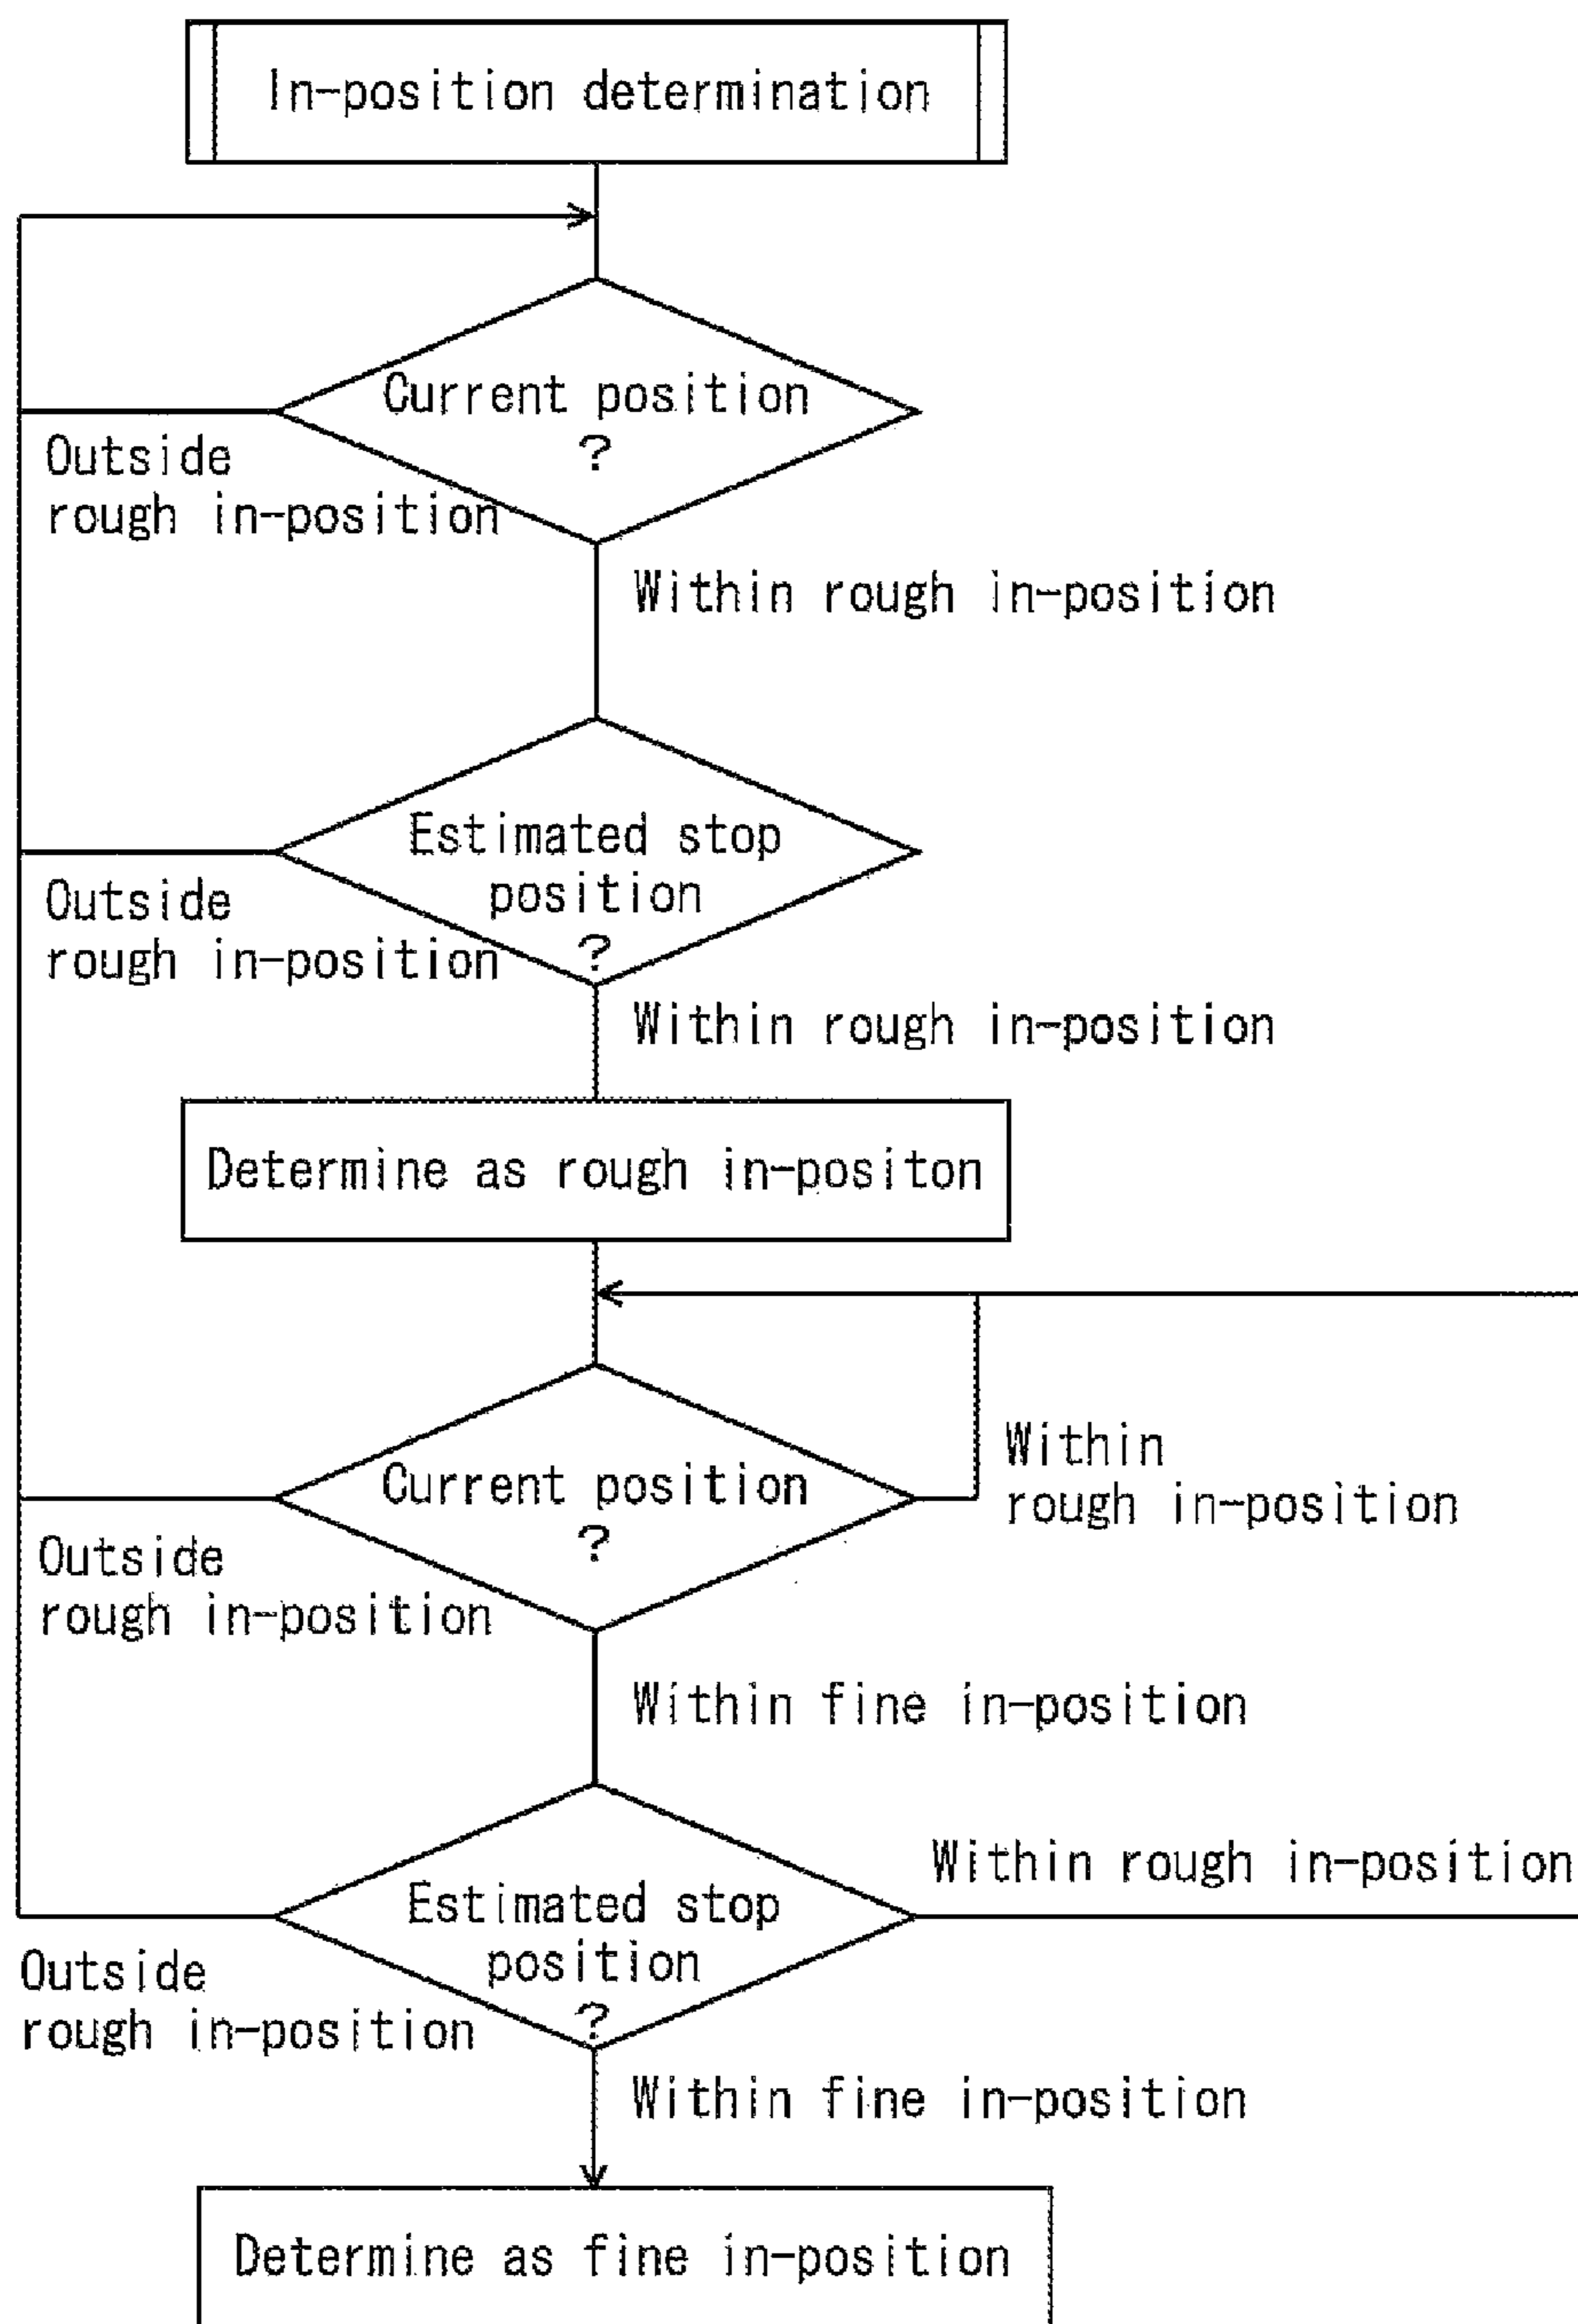 In-position determination
Current position
?
Outside
rough in-position
Within rough in-position
Estimated stop
position
?
Outside
rough in-position
Within rough in-position
Determine as rough in-positon
Current position
?
Within
rough in-position
Outside
rough in-position
Within fine in-position
Estimated stop
position
?
Within rough in-position
Outside
rough in-position
Within fine in-position
Determine as fine in-position